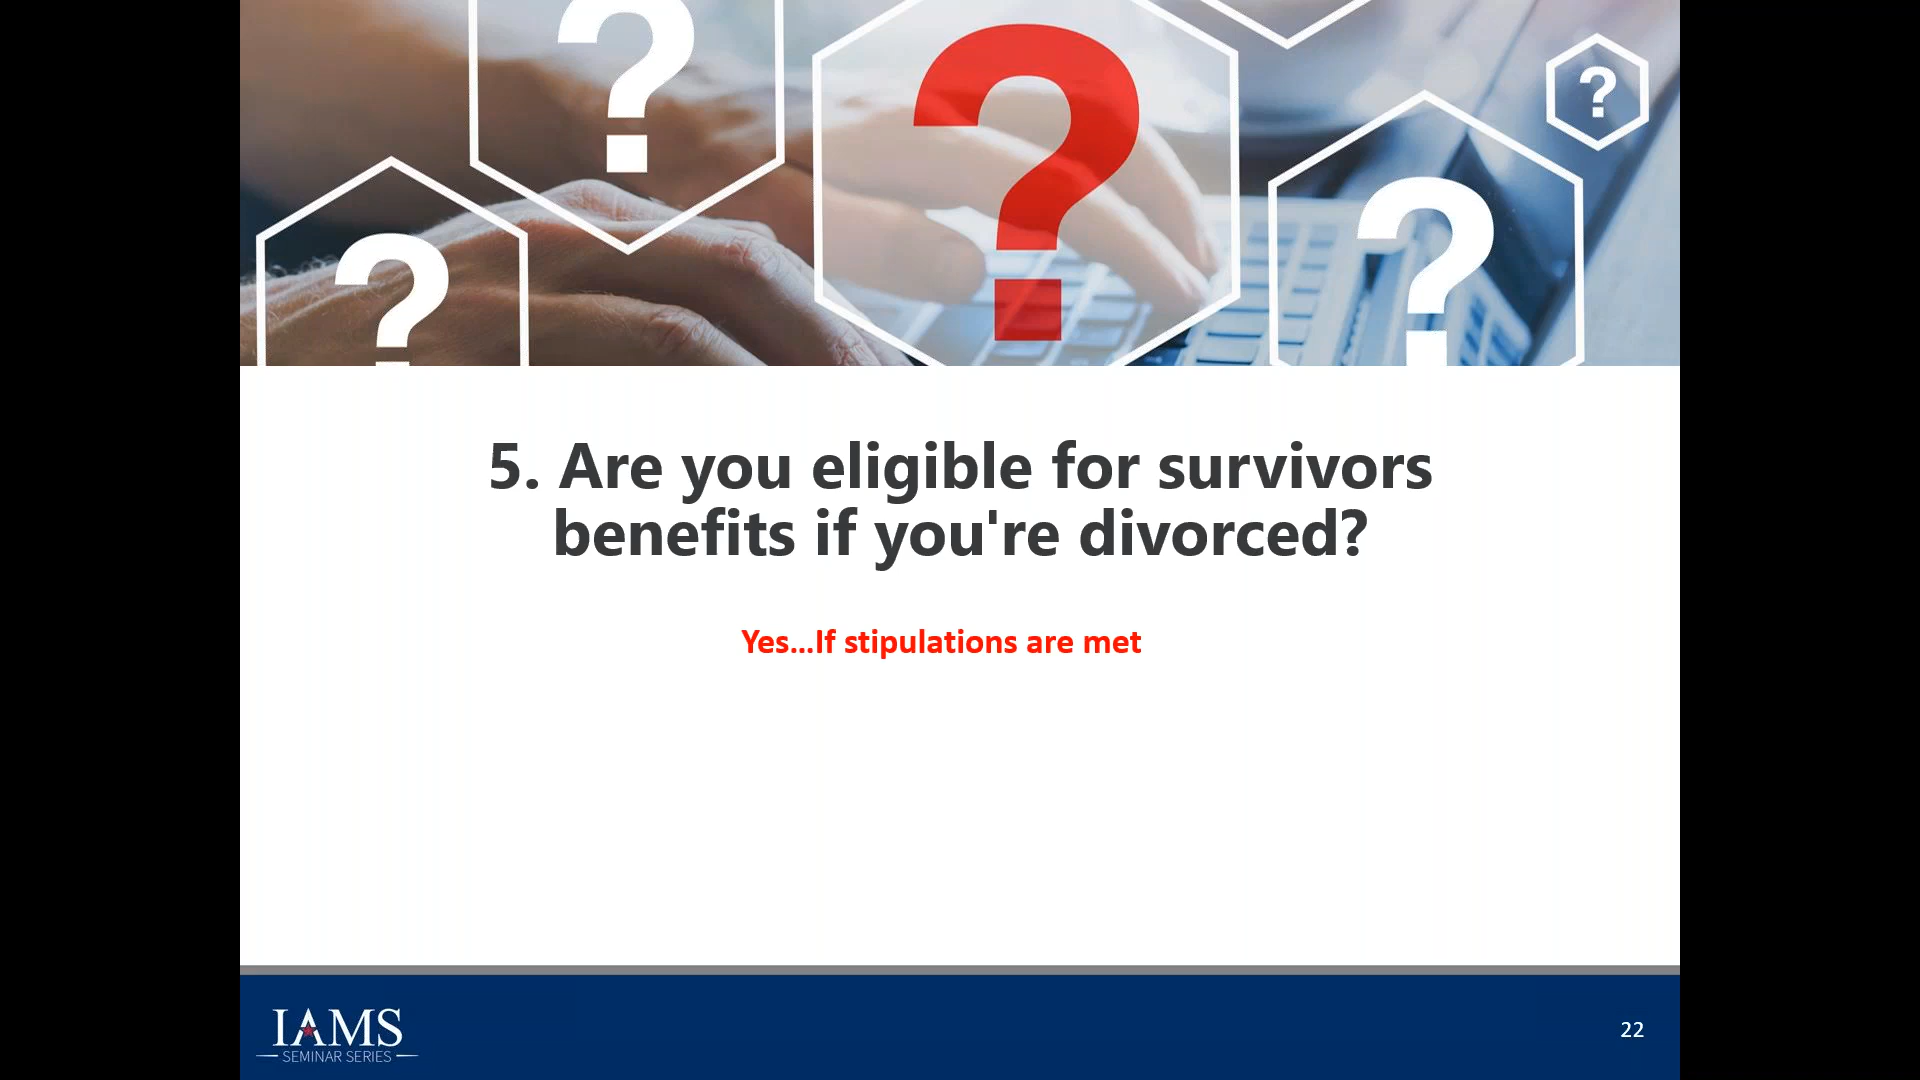 ?
?
?
?
?
5. Are you eligible for survivors
benefits if you're divorced?
Yes...If stipulations are met
IAMS
SEMINAR SERIES
22